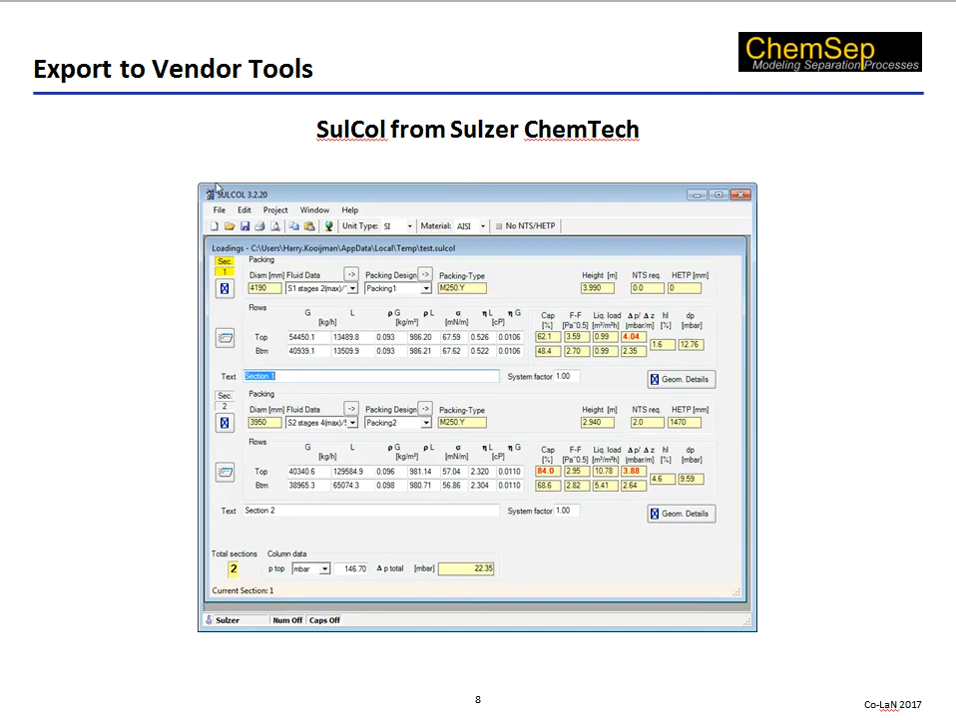 Export to Vendor Tools
ChemSep
Modeling Separation Processes
SulCol from Sulzer ChemTech
SULCOL 3.2.20
File Edit Project Window Help
Unit Type: SI Material: AISI No NTS/HETP
Loadings - C:\Users\Harry.Kooijman\AppData\Local\Temp\test.sulcol
Sec. Packing
1 Diam [mm] Fluid Data -> Packing Design -> Packing-Type Height [m] NTS req. HETP [mm]
4190 S1 stages 2(max)/ Packing1 M250.Y 3.990 0.0 0
Flows
G L ρ G ρ L σ η L η G Cap F-F Liq. load Δp/ Δ z hl dp
[kg/h] [kg/m³] [mN/m] [cP] [%] [Pa^0.5] [m³/m²h] [mbar/m] [%] [mbar]
Top 54450.1 13489.8 0.093 986.20 67.59 0.526 0.0106 62.1 3.59 0.99 4.04
1.6 12.76
Btm 40939.1 13509.9 0.093 986.21 67.62 0.522 0.0106 48.4 2.70 0.99 2.35
Text Section 1 System factor 1.00 Geom. Details
Sec. Packing
2 Diam [mm] Fluid Data -> Packing Design -> Packing-Type Height [m] NTS req. HETP [mm]
3950 S2 stages 4(max)/ Packing2 M250.Y 2.940 2.0 1470
Flows
G L ρ G ρ L σ η L η G Cap F-F Liq. load Δp/ Δ z hl dp
[kg/h] [kg/m³] [mN/m] [cP] [%] [Pa^0.5] [m³/m²h] [mbar/m] [%] [mbar]
Top 40340.6 129584.9 0.096 981.14 57.04 2.320 0.0110 84.0 2.95 10.78 3.88
4.6 9.59
Btm 38965.3 65074.3 0.098 980.71 56.86 2.304 0.0110 68.6 2.82 5.41 2.64
Text Section 2 System factor 1.00 Geom. Details
Total sections Column data
2 p top mbar 146.70 Δ p total [mbar] 22.35
Current Section: 1
Sulzer Num Off Caps Off
8
Co-LaN 2017